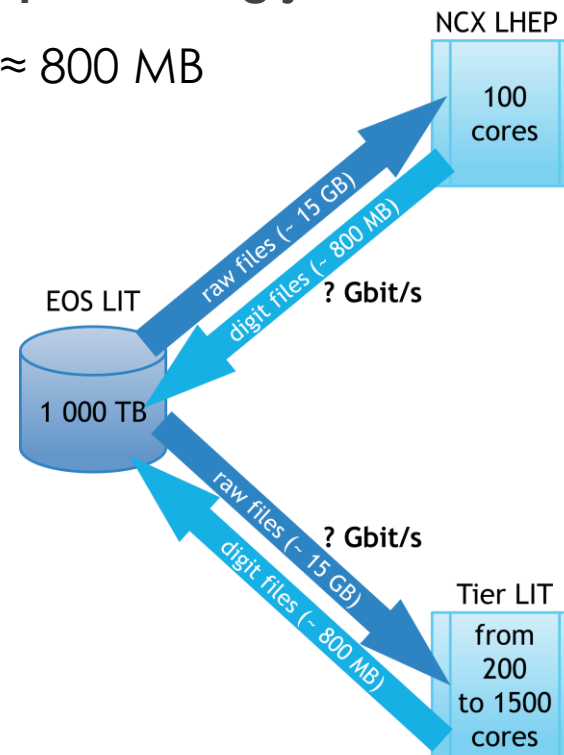 ≈ 800 MB
NCX LHEP
100
cores
raw files (~ 15 GB)
digit files (~ 800 MB)
? Gbit/s
EOS LIT
1 000 TB
raw files (~ 15 GB)
? Gbit/s
digit files (~ 800 MB)
Tier LIT
from
200
to 1500
cores